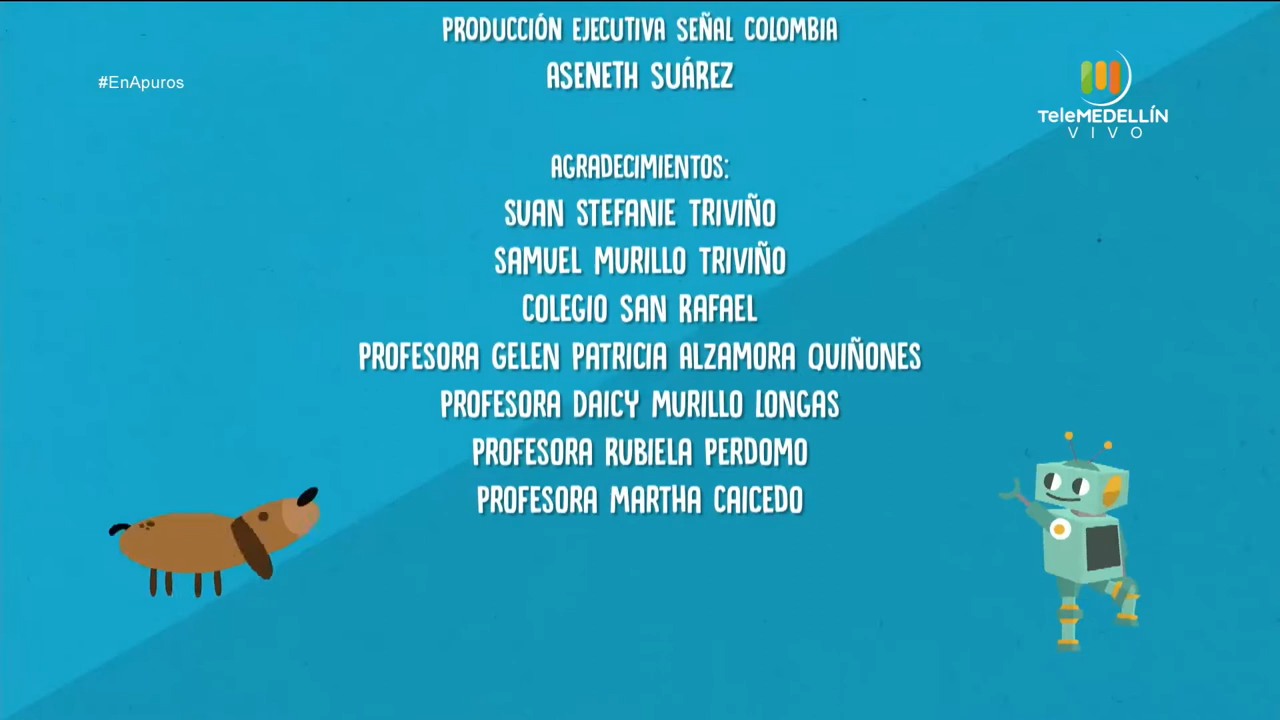 PRODUCCIÓN EJECUTIVA SEÑAL COLOMBIA
ASENETH SUÁREZ
#EnApuros
TeleMEDELLÍN
VIVO
AGRADECIMIENTOS:
SUAN STEFANIE TRIVIÑO
SAMUEL MURILLO TRIVIÑO
COLEGIO SAN RAFAEL
PROFESORA GELEN PATRICIA ALZAMORA QUIÑONES
PROFESORA DAICY MURILLO LONGAS
PROFESORA RUBIELA PERDOMO
PROFESORA MARTHA CAICEDO